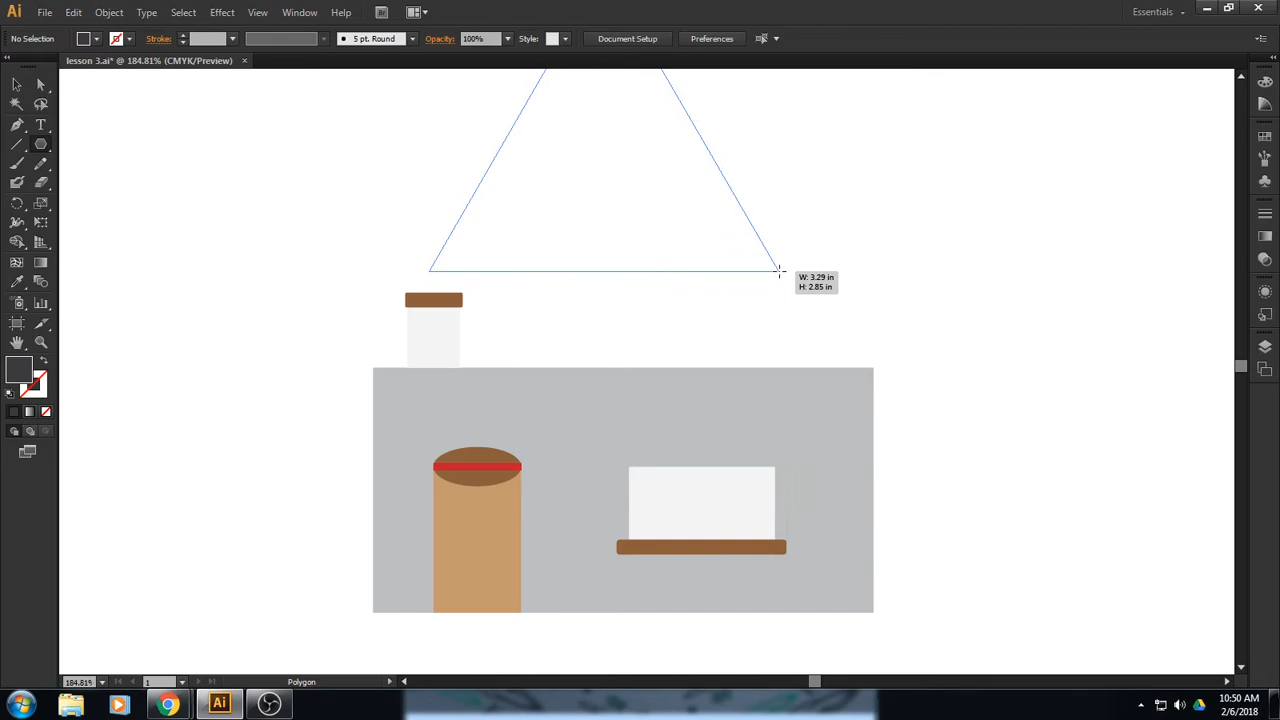 Ai File Edit Object Type Select Effect View Window Help Br Essentials
No Selection Stroke: 5 pt. Round Opacity: 100% Style: Document Setup Preferences
lesson 3.ai* @ 184.81% (CMYK/Preview) ×
W: 3.29 in
H: 2.85 in
184.81% 1 Polygon
Ai 10:50 AM
2/6/2018